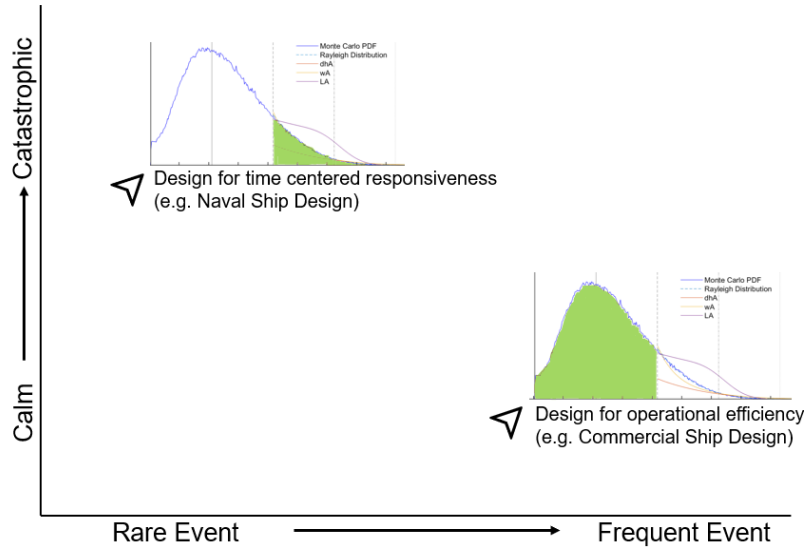 Catastrophic
Calm
Monte Carlo PDF
Rayleigh Distribution
dhA
wA
LA
Design for time centered responsiveness
(e.g. Naval Ship Design)
Monte Carlo PDF
Rayleigh Distribution
dhA
wA
LA
Design for operational efficiency
(e.g. Commercial Ship Design)
Rare Event
Frequent Event